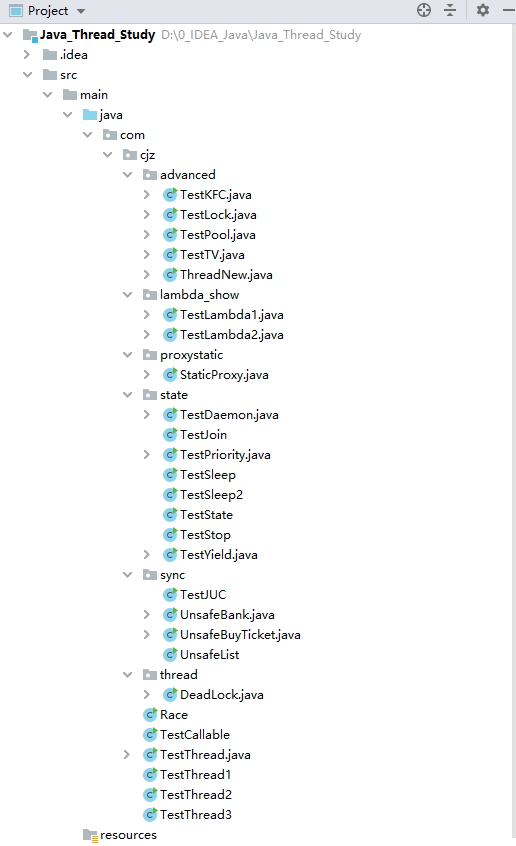 Project
Java_Thread_Study D:\0_IDEA_Java\Java_Thread_Study
.idea
src
main
java
com
cjz
advanced
TestKFC.java
TestLock.java
TestPool.java
TestTV.java
ThreadNew.java
lambda_show
TestLambda1.java
TestLambda2.java
proxystatic
StaticProxy.java
state
TestDaemon.java
TestJoin
TestPriority.java
TestSleep
TestSleep2
TestState
TestStop
TestYield.java
sync
TestJUC
UnsafeBank.java
UnsafeBuyTicket.java
UnsafeList
thread
DeadLock.java
Race
TestCallable
TestThread.java
TestThread1
TestThread2
TestThread3
resources